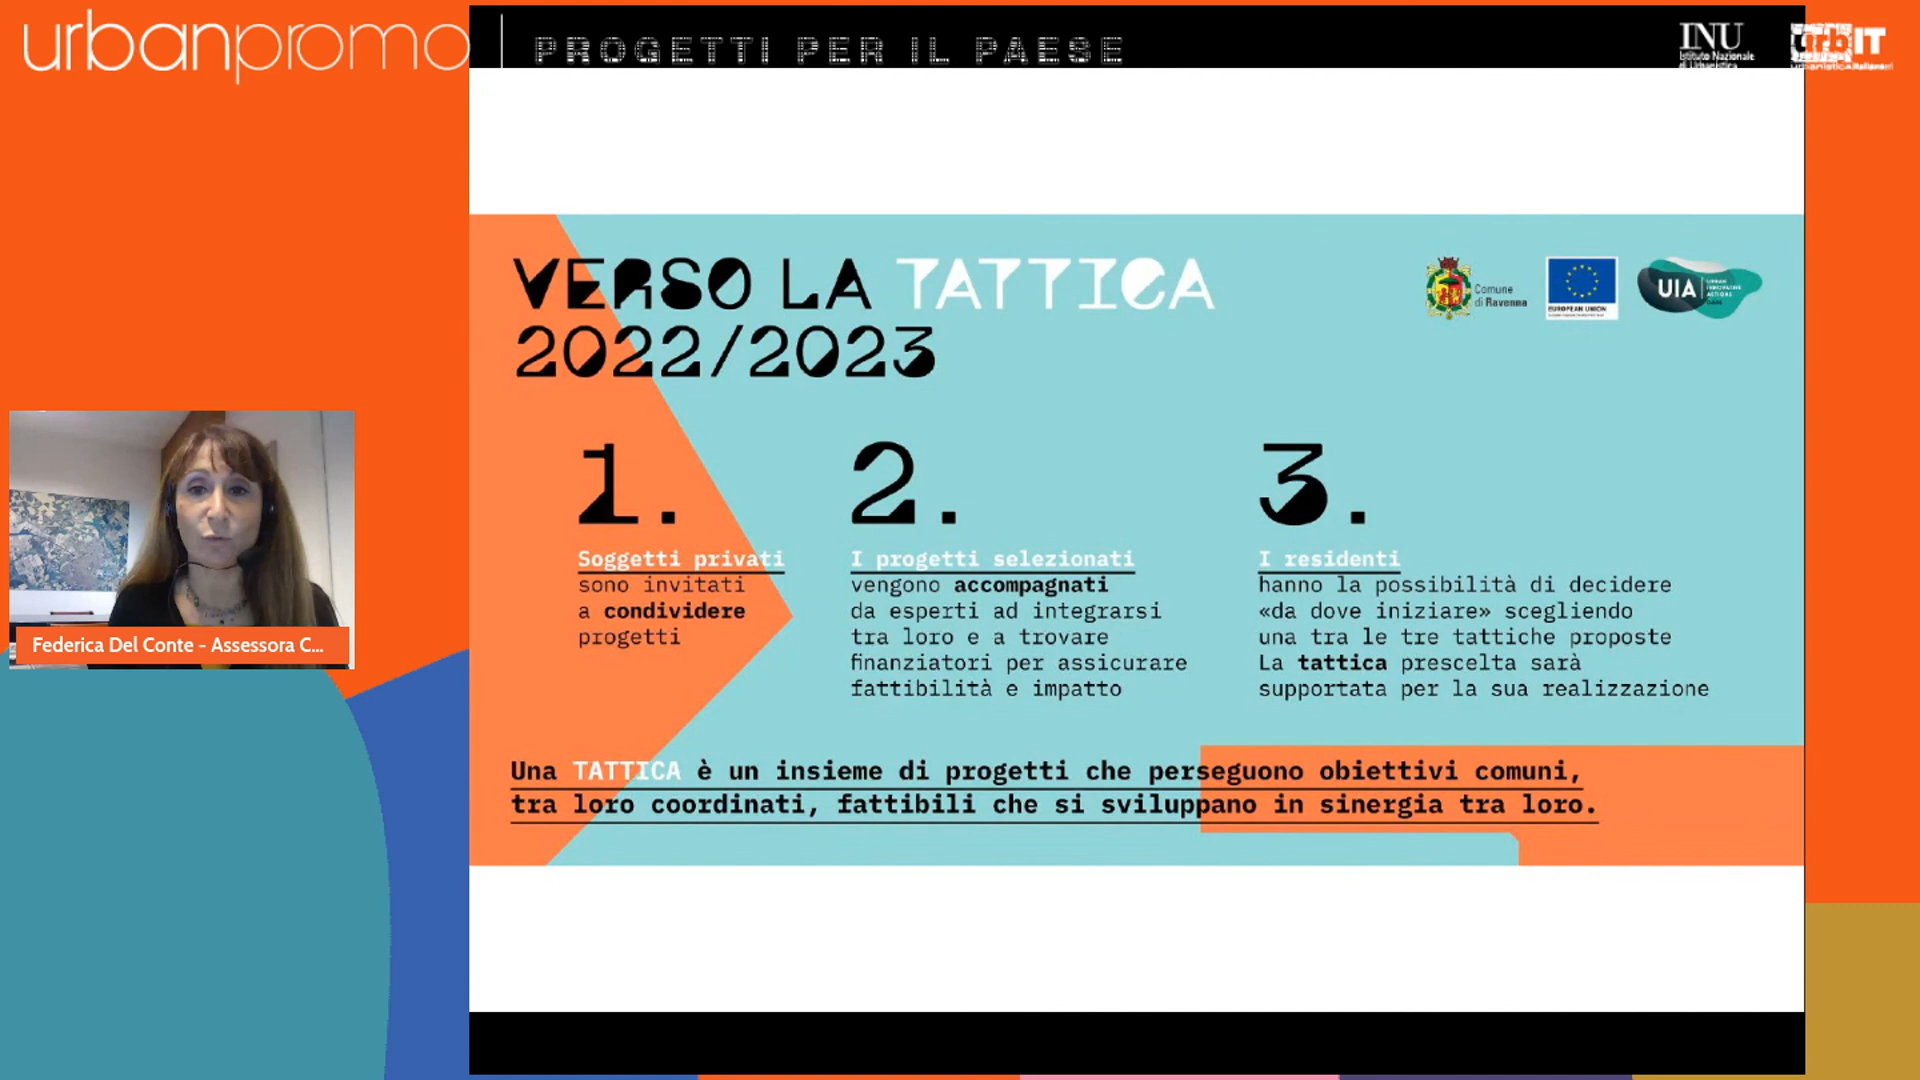 urbanpromo
PROGETTI PER IL PAESE
INU
Istituto Nazionale
di Urbanistica
urbIT
VERSO LA TATTICA
2022/2023
Comune
di Ravenna
EUROPEAN UNION
UIA
URBAN
INNOVATIVE
ACTIONS
1.
Soggetti privati
sono invitati
a condividere
progetti
2.
I progetti selezionati
vengono accompagnati
da esperti ad integrarsi
tra loro e a trovare
finanziatori per assicurare
fattibilità e impatto
3.
I residenti
hanno la possibilità di decidere
«da dove iniziare» scegliendo
una tra le tre tattiche proposte
La tattica prescelta sarà
supportata per la sua realizzazione
Federica Del Conte - Assessora C...
Una TATTICA è un insieme di progetti che perseguono obiettivi comuni,
tra loro coordinati, fattibili che si sviluppano in sinergia tra loro.